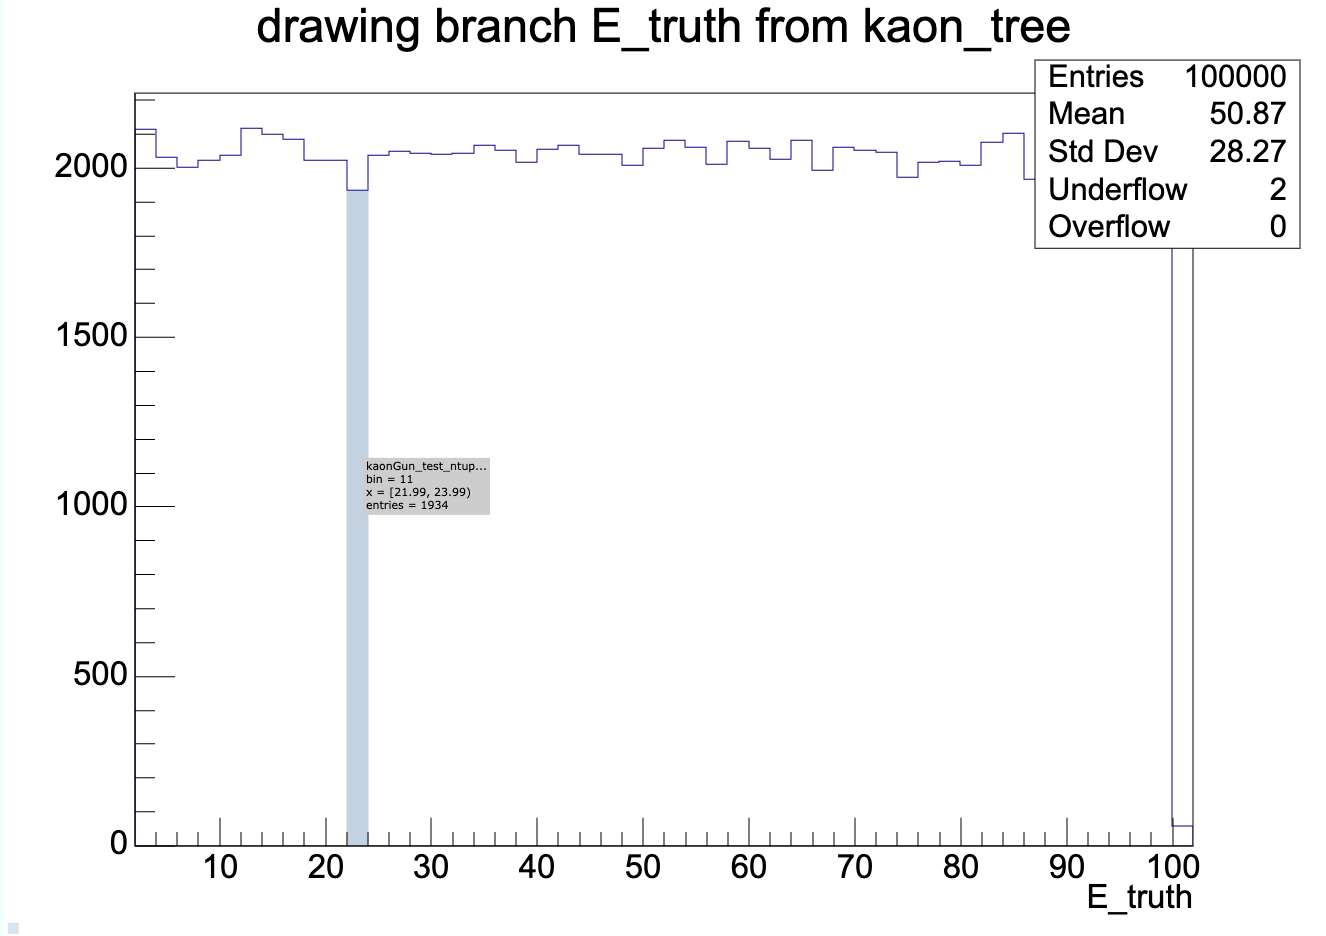 drawing branch E_truth from kaon_tree
Entries 100000
Mean 50.87
Std Dev 28.27
Underflow 2
Overflow 0
2000
1500
1000
500
0
kaonGun_test_ntup...
bin = 11
x = [21.99, 23.99)
entries = 1934
10 20 30 40 50 60 70 80 90 100
E_truth